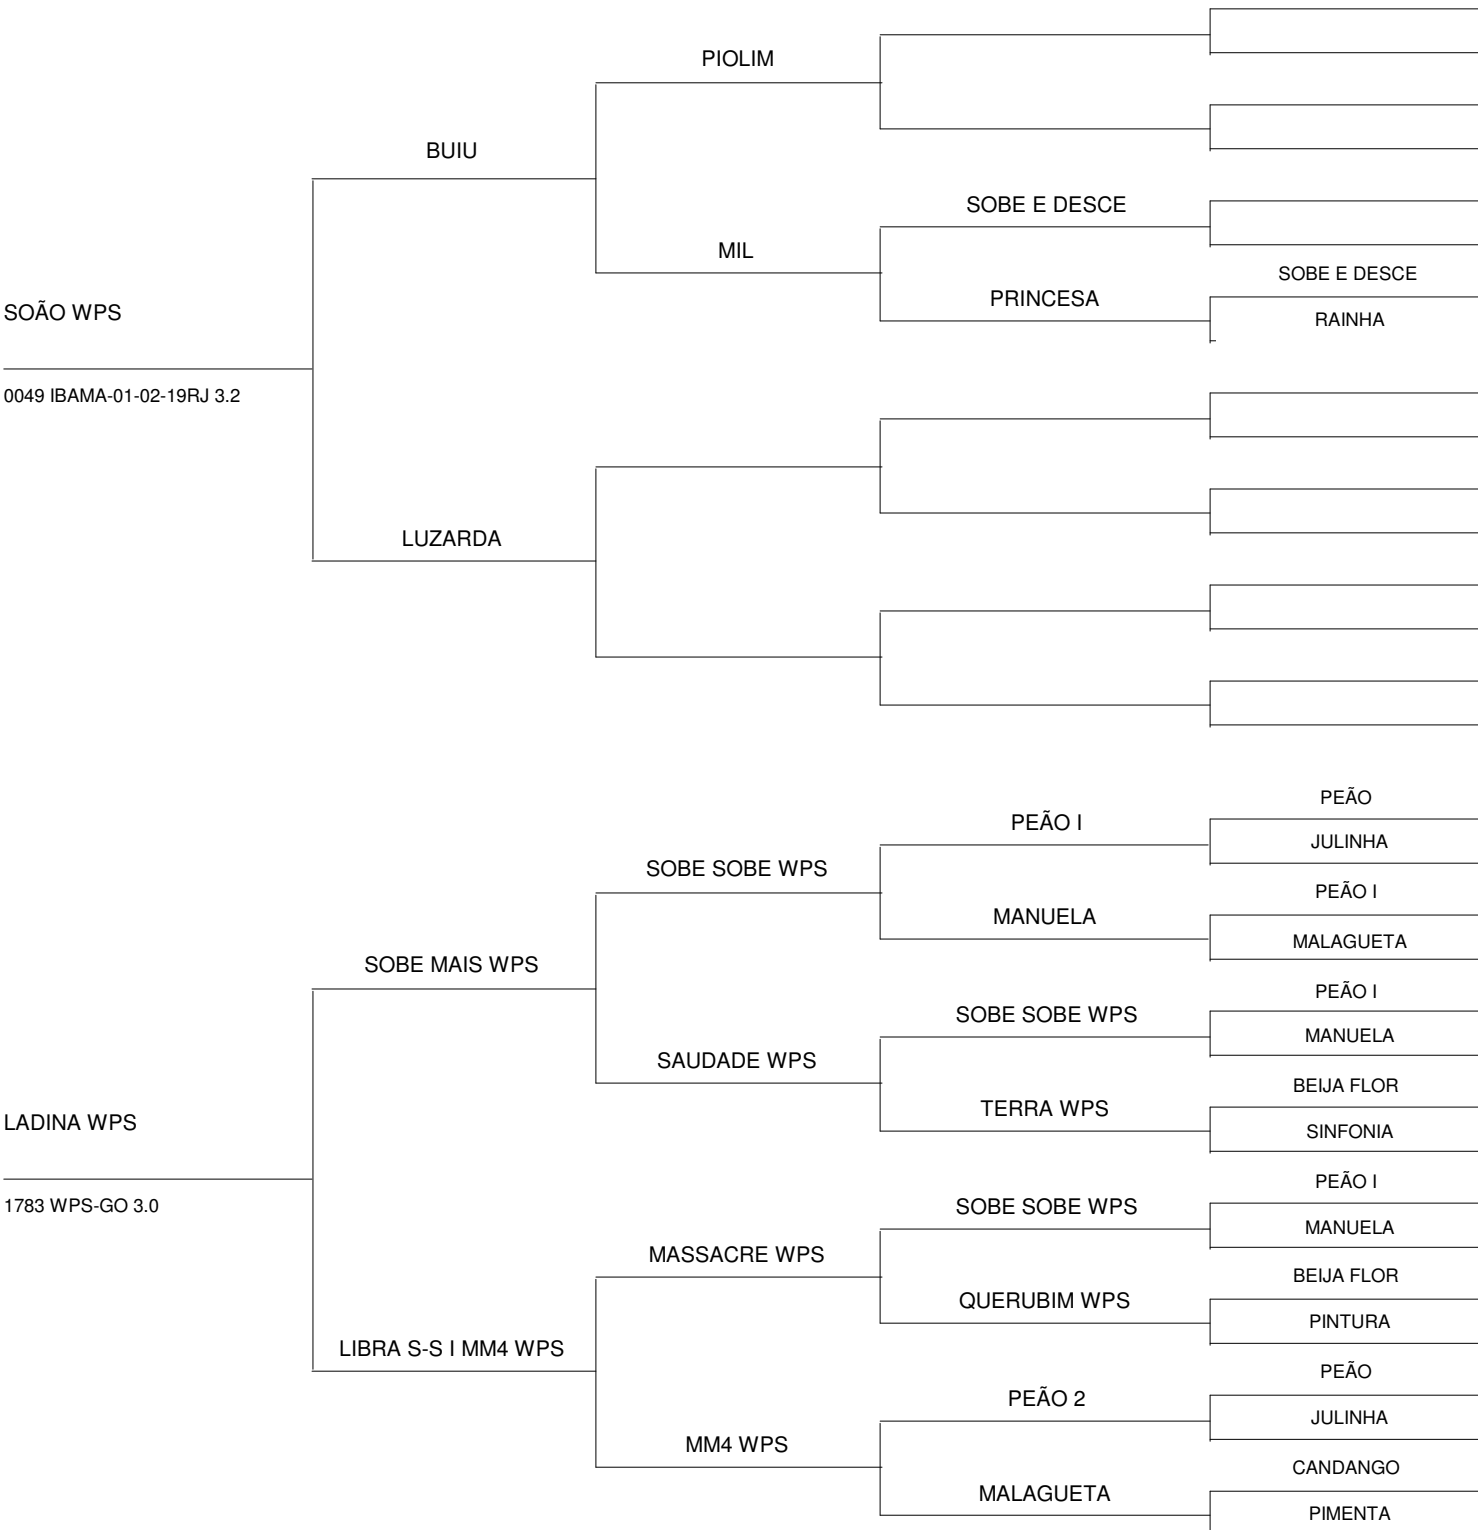 PIOLIM
BUIU
SOBE E DESCE
MIL
SOBE E DESCE
PRINCESA
RAINHA
SOÃO WPS
0049 IBAMA-01-02-19RJ 3.2
LUZARDA
PEÃO
PEÃO I
JULINHA
SOBE SOBE WPS
PEÃO I
MANUELA
MALAGUETA
SOBE MAIS WPS
PEÃO I
SOBE SOBE WPS
MANUELA
SAUDADE WPS
BEIJA FLOR
TERRA WPS
SINFONIA
LADINA WPS
1783 WPS-GO 3.0
PEÃO I
SOBE SOBE WPS
MANUELA
MASSACRE WPS
BEIJA FLOR
QUERUBIM WPS
PINTURA
LIBRA S-S I MM4 WPS
PEÃO
PEÃO 2
JULINHA
MM4 WPS
CANDANGO
MALAGUETA
PIMENTA